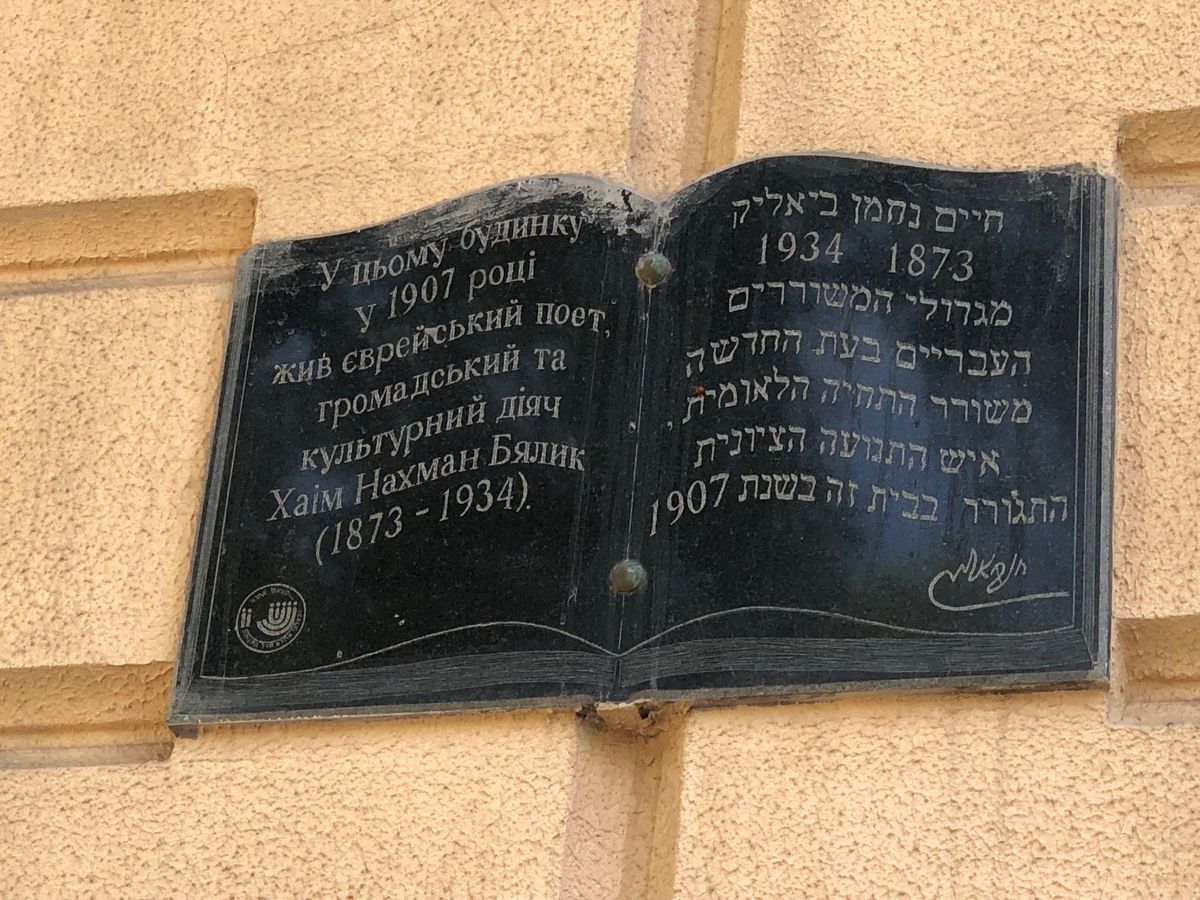 У цьому будинку
у 1907 році
жив єврейський поет,
громадський та
культурний діяч
Хаїм Нахман Бялик
(1873 - 1934).
חיים נחמן ביאליק
1934 1873
מגדולי המשוררים
העבריים בעת החדשה
משורר התחיה הלאומית,
איש התנועה הציונית
התגורר בבית זה בשנת 1907